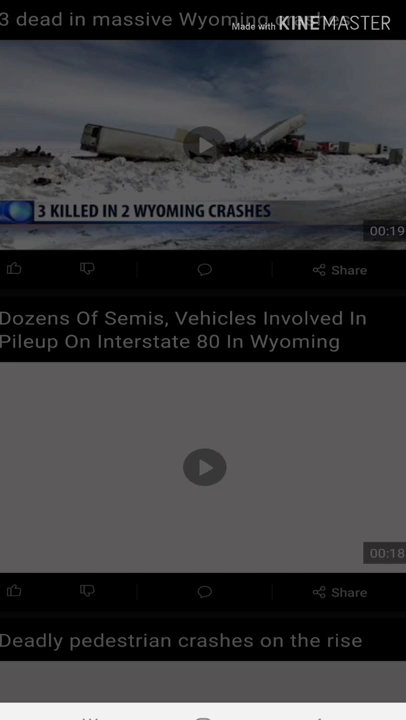 3 dead in massive Wyoming crashes
Made with KINEMASTER
3 KILLED IN 2 WYOMING CRASHES
00:19
Share
Dozens Of Semis, Vehicles Involved In
Pileup On Interstate 80 In Wyoming
00:18
Share
Deadly pedestrian crashes on the rise